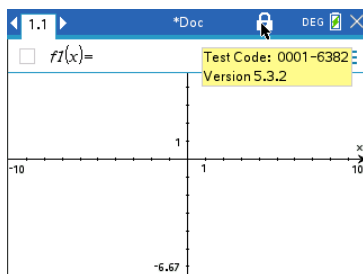 1.1 *Doc DEG
f1(x)=
Test Code: 0001-6382
Version 5.3.2
1
x
-10 1 10
-6.67